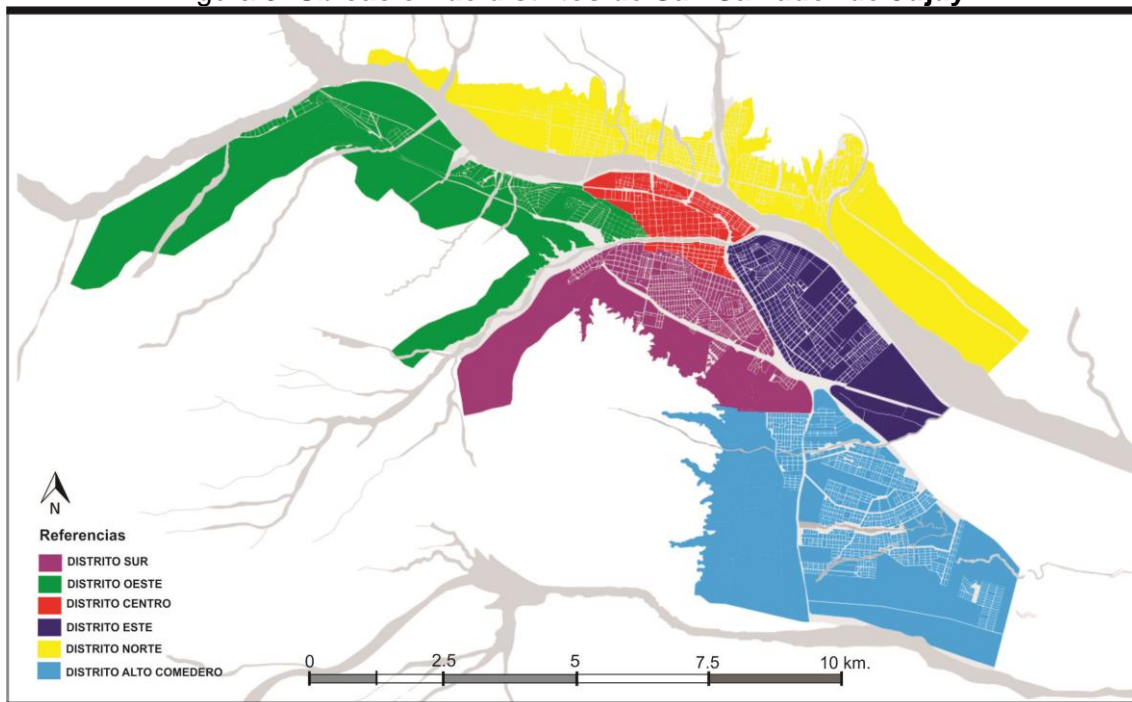 N
Referencias
DISTRITO SUR
DISTRITO OESTE
DISTRITO CENTRO
DISTRITO ESTE
DISTRITO NORTE
DISTRITO ALTO COMEDERO
0 2.5 5 7.5 10 km.